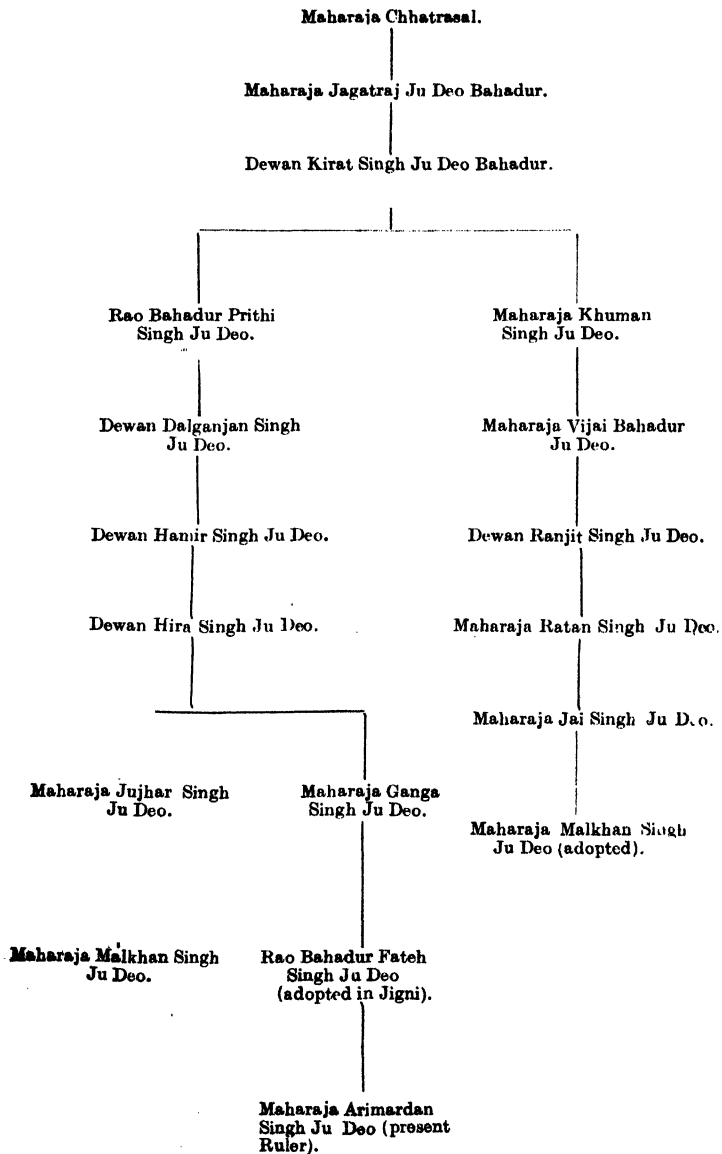 Maharaja Chhatrasal.
Maharaja Jagatraj Ju Deo Bahadur.
Dewan Kirat Singh Ju Deo Bahadur.
Rao Bahadur Prithi
Singh Ju Deo.
Maharaja Khuman
Singh Ju Deo.
Dewan Dalganjan Singh
Ju Deo.
Maharaja Vijai Bahadur
Ju Deo.
Dewan Hamir Singh Ju Deo.
Dewan Ranjit Singh Ju Deo.
Dewan Hira Singh Ju Deo.
Maharaja Ratan Singh Ju Deo.
Maharaja Jai Singh Ju Deo.
Maharaja Jujhar Singh
Ju Deo.
Maharaja Ganga
Singh Ju Deo.
Maharaja Malkhan Singh
Ju Deo (adopted).
Maharaja Malkhan Singh
Ju Deo.
Rao Bahadur Fateh
Singh Ju Deo
(adopted in Jigni).
Maharaja Arimardan
Singh Ju Deo (present
Ruler).